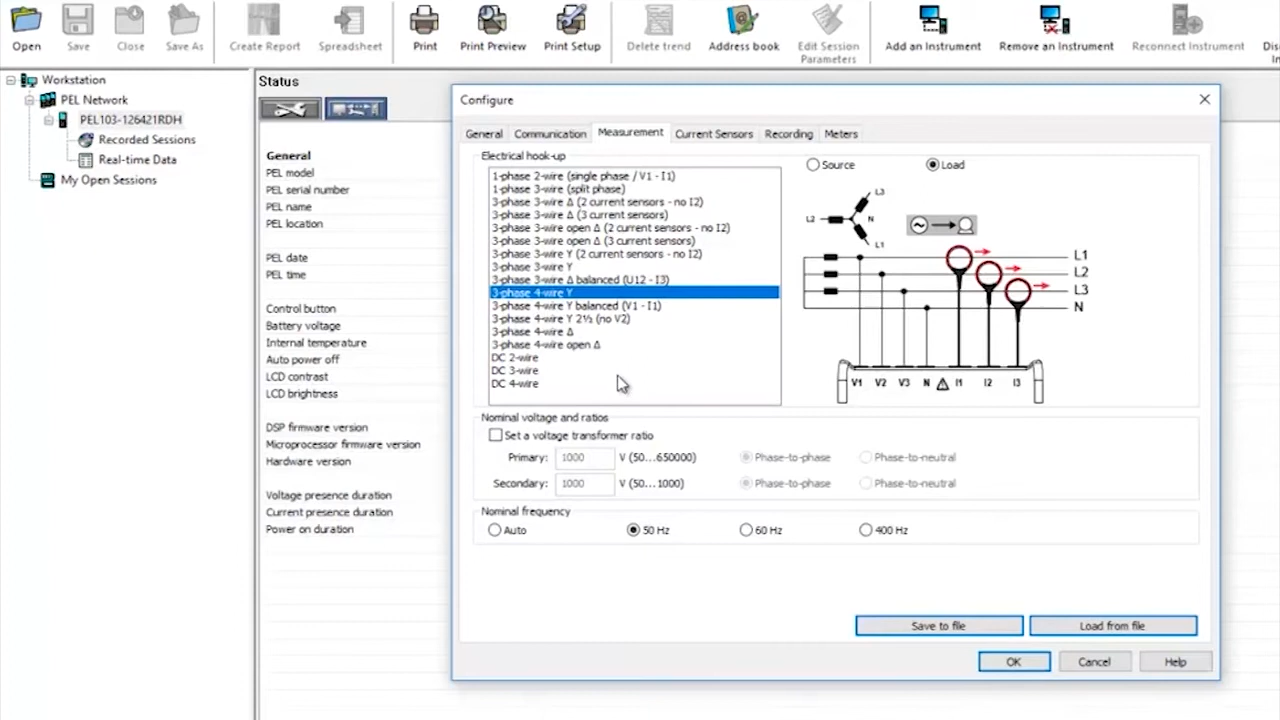 Open Save Close Save As Create Report Spreadsheet Print Print Preview Print Setup Delete trend Address book Edit Session Parameters Add an Instrument Remove an Instrument Reconnect Instrument
Workstation
PEL Network
PEL103-126421RDH
Recorded Sessions
Real-time Data
My Open Sessions
Status
General
PEL model
PEL serial number
PEL name
PEL location
PEL date
PEL time
Control button
Battery voltage
Internal temperature
Auto power off
LCD contrast
LCD brightness
DSP firmware version
Microprocessor firmware version
Hardware version
Voltage presence duration
Current presence duration
Power on duration
Configure
General Communication Measurement Current Sensors Recording Meters
Electrical hook-up
1-phase 2-wire (single phase / V1 - I1)
1-phase 3-wire (split phase)
3-phase 3-wire Δ (2 current sensors - no I2)
3-phase 3-wire Δ (3 current sensors)
3-phase 3-wire open Δ (2 current sensors - no I2)
3-phase 3-wire open Δ (3 current sensors)
3-phase 3-wire Y (2 current sensors - no I2)
3-phase 3-wire Y
3-phase 3-wire Δ balanced (U12 - I3)
3-phase 4-wire Y
3-phase 4-wire Y balanced (V1 - I1)
3-phase 4-wire Y 2½ (no V2)
3-phase 4-wire Δ
3-phase 4-wire open Δ
DC 2-wire
DC 3-wire
DC 4-wire
Source Load
L3
L2 N
L1
L1
L2
L3
N
V1 V2 V3 N I1 I2 I3
Nominal voltage and ratios
Set a voltage transformer ratio
Primary: 1000 V (50...650000) Phase-to-phase Phase-to-neutral
Secondary: 1000 V (50...1000) Phase-to-phase Phase-to-neutral
Nominal frequency
Auto 50 Hz 60 Hz 400 Hz
Save to file Load from file
OK Cancel Help